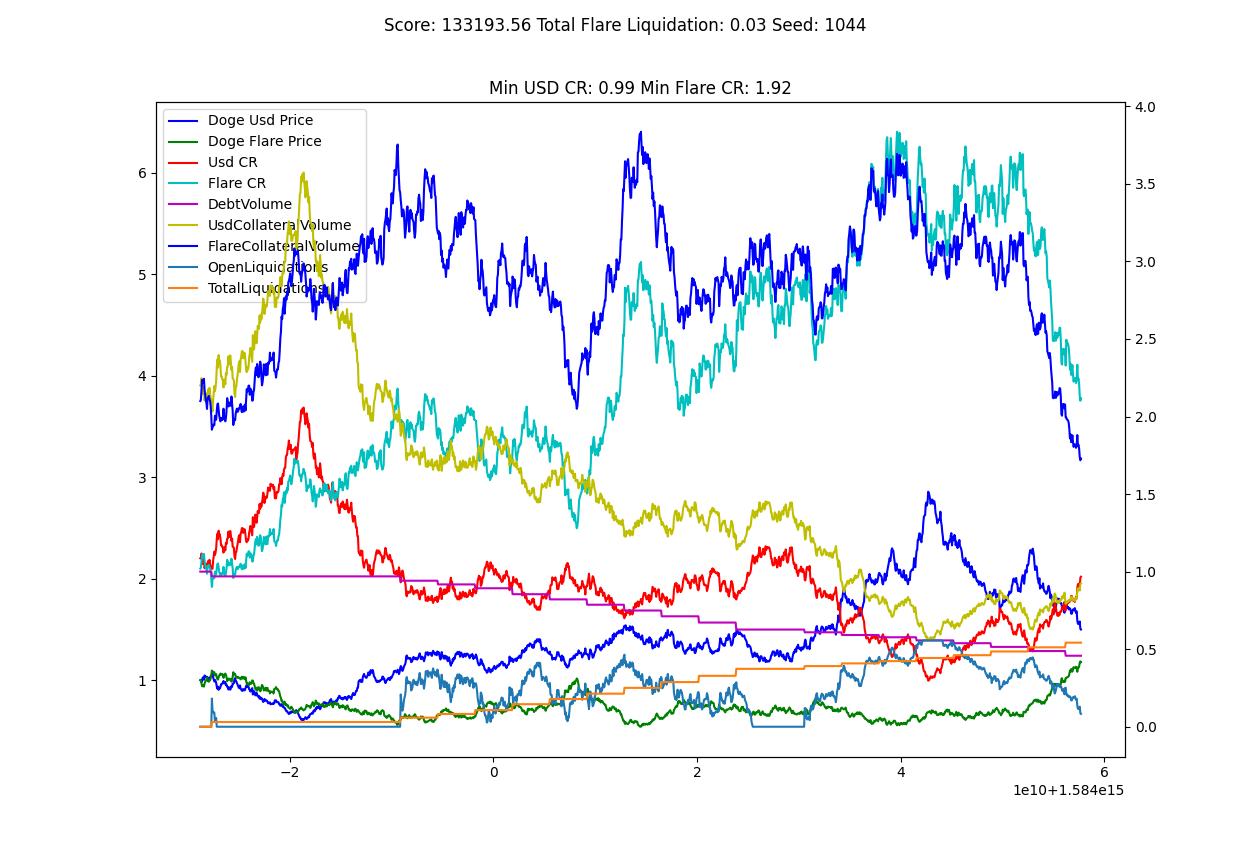 Score: 133193.56 Total Flare Liquidation: 0.03 Seed: 1044
Min USD CR: 0.99 Min Flare CR: 1.92
Doge Usd Price
Doge Flare Price
Usd CR
Flare CR
DebtVolume
UsdCollateralVolume
FlareCollateralVolume
OpenLiquidations
TotalLiquidations
6
5
4
3
2
1
4.0
3.5
3.0
2.5
2.0
1.5
1.0
0.5
0.0
−2 0 2 4 6
1e10+1.584e15